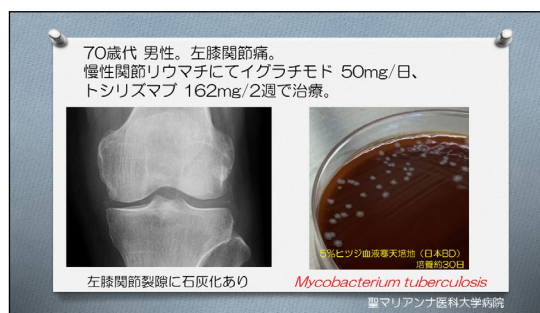 70歳代 男性。左膝関節痛。
慢性関節リウマチにてイグラチモド 50mg/日、
トシリズマブ 162mg/2週で治療。
5%ヒツジ血液寒天培地（日本BD）
培養約30日
左膝関節裂隙に石灰化あり
Mycobacterium tuberculosis
聖マリアンナ医科大学病院